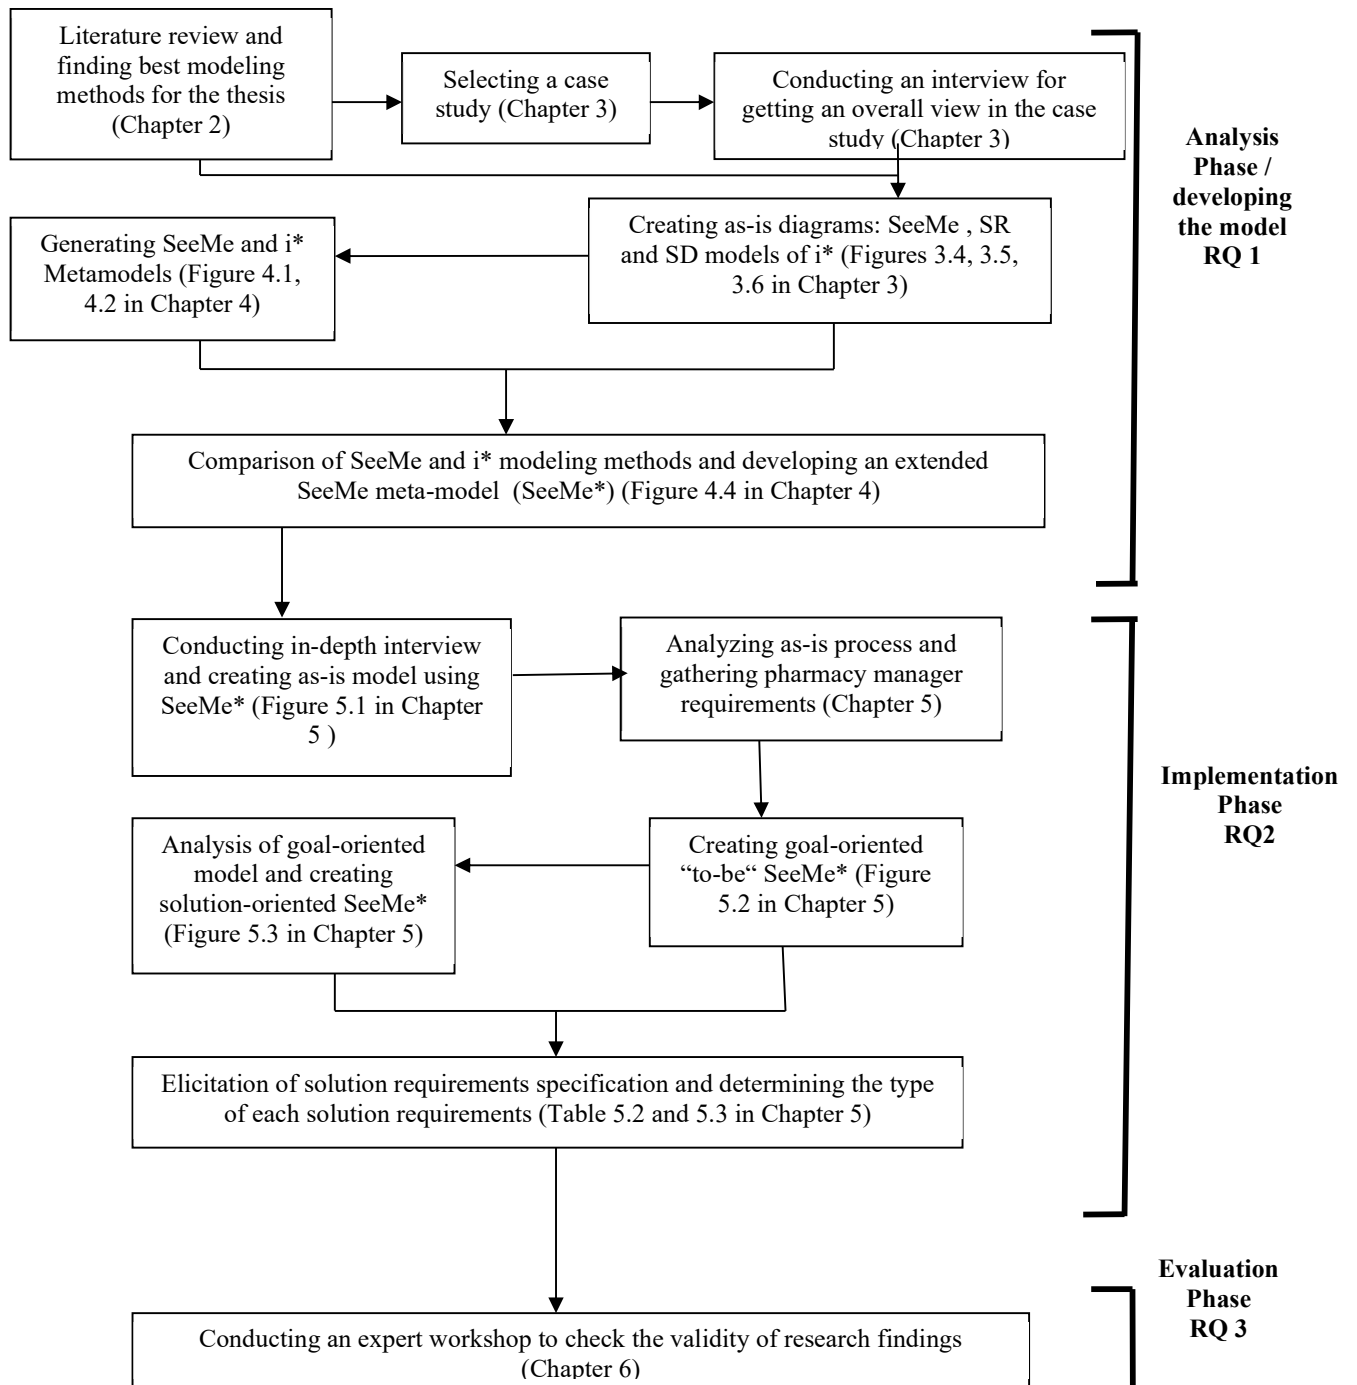 Literature review and
finding best modeling
methods for the thesis
(Chapter 2)
Selecting a case
study (Chapter 3)
Conducting an interview for
getting an overall view in the case
study (Chapter 3)
Analysis
Phase /
developing
the model
RQ 1
Generating SeeMe and i*
Metamodels (Figure 4.1,
4.2 in Chapter 4)
Creating as-is diagrams: SeeMe , SR
and SD models of i* (Figures 3.4, 3.5,
3.6 in Chapter 3)
Comparison of SeeMe and i* modeling methods and developing an extended
SeeMe meta-model (SeeMe*) (Figure 4.4 in Chapter 4)
Conducting in-depth interview
and creating as-is model using
SeeMe* (Figure 5.1 in Chapter
5 )
Analyzing as-is process and
gathering pharmacy manager
requirements (Chapter 5)
Implementation
Phase
RQ2
Analysis of goal-oriented
model and creating
solution-oriented SeeMe*
(Figure 5.3 in Chapter 5)
Creating goal-oriented
“to-be“ SeeMe* (Figure
5.2 in Chapter 5)
Elicitation of solution requirements specification and determining the type
of each solution requirements (Table 5.2 and 5.3 in Chapter 5)
Evaluation
Phase
RQ 3
Conducting an expert workshop to check the validity of research findings
(Chapter 6)